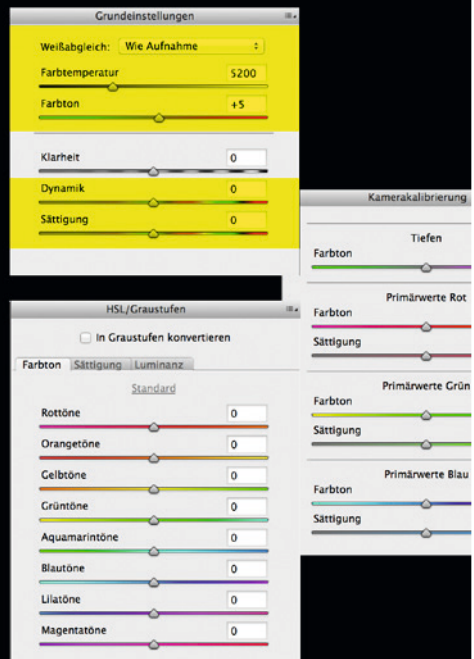 Grundeinstellungen
Weißabgleich: Wie Aufnahme
Farbtemperatur 5200
Farbton +5
Klarheit 0
Dynamik 0
Sättigung 0
Kamerakalibrierung
Tiefen
Farbton
Primärwerte Rot
Farbton
Sättigung
Primärwerte Grün
Farbton
Sättigung
Primärwerte Blau
Farbton
Sättigung
HSL/Graustufen
In Graustufen konvertieren
Farbton Sättigung Luminanz
Standard
Rottöne 0
Orangetöne 0
Gelbtöne 0
Grüntöne 0
Aquamarintöne 0
Blautöne 0
Lilatöne 0
Magentatöne 0